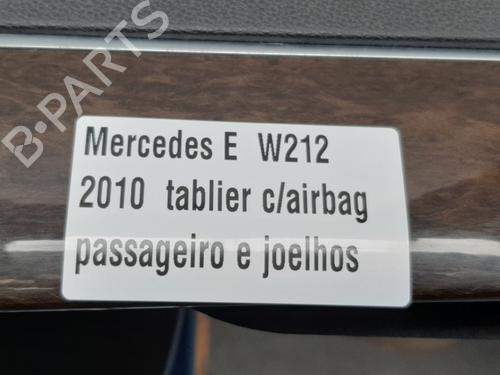 B-PARTS
Mercedes E W212
2010 tablier c/airbag
passageiro e joelhos